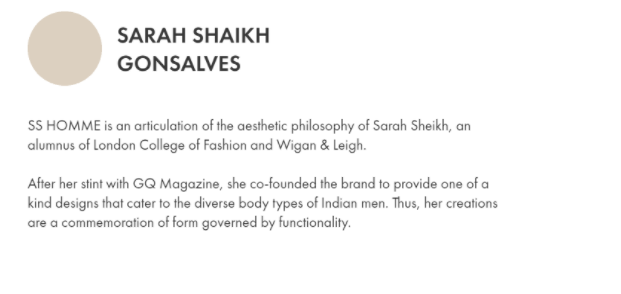 SARAH SHAIKH
GONSALVES
SS HOMME is an articulation of the aesthetic philosophy of Sarah Sheikh, an
alumnus of London College of Fashion and Wigan & Leigh.
After her stint with GQ Magazine, she co-founded the brand to provide one of a
kind designs that cater to the diverse body types of Indian men. Thus, her creations
are a commemoration of form governed by functionality.